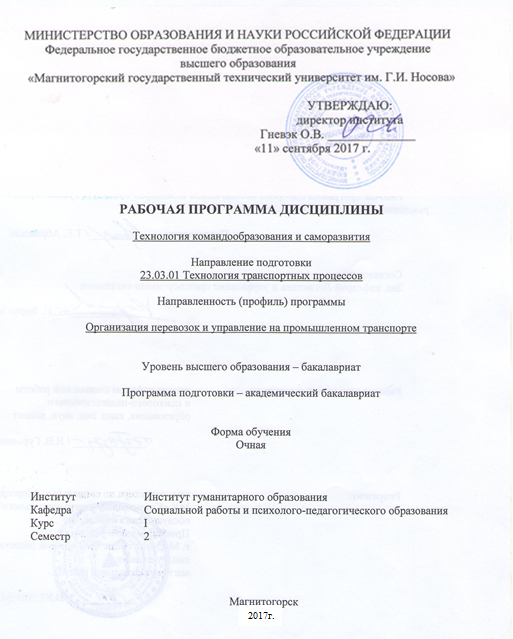 МИНИСТЕРСТВО ОБРАЗОВАНИЯ И НАУКИ РОССИЙСКОЙ ФЕДЕРАЦИИ
Федеральное государственное бюджетное образовательное учреждение
высшего образования
«Магнитогорский государственный технический университет им. Г.И. Носова»
УТВЕРЖДАЮ:
директор института
Гневэк О.В. _______________
«11» сентября 2017 г.
РАБОЧАЯ ПРОГРАММА ДИСЦИПЛИНЫ
Технология командообразования и саморазвития
Направление подготовки
23.03.01 Технология транспортных процессов
Направленность (профиль) программы
Организация перевозок и управление на промышленном транспорте
Уровень высшего образования – бакалавриат
Программа подготовки – академический бакалавриат
Форма обучения
Очная
Институт Институт гуманитарного образования
Кафедра Социальной работы и психолого-педагогического образования
Курс I
Семестр 2
Магнитогорск
2017г.